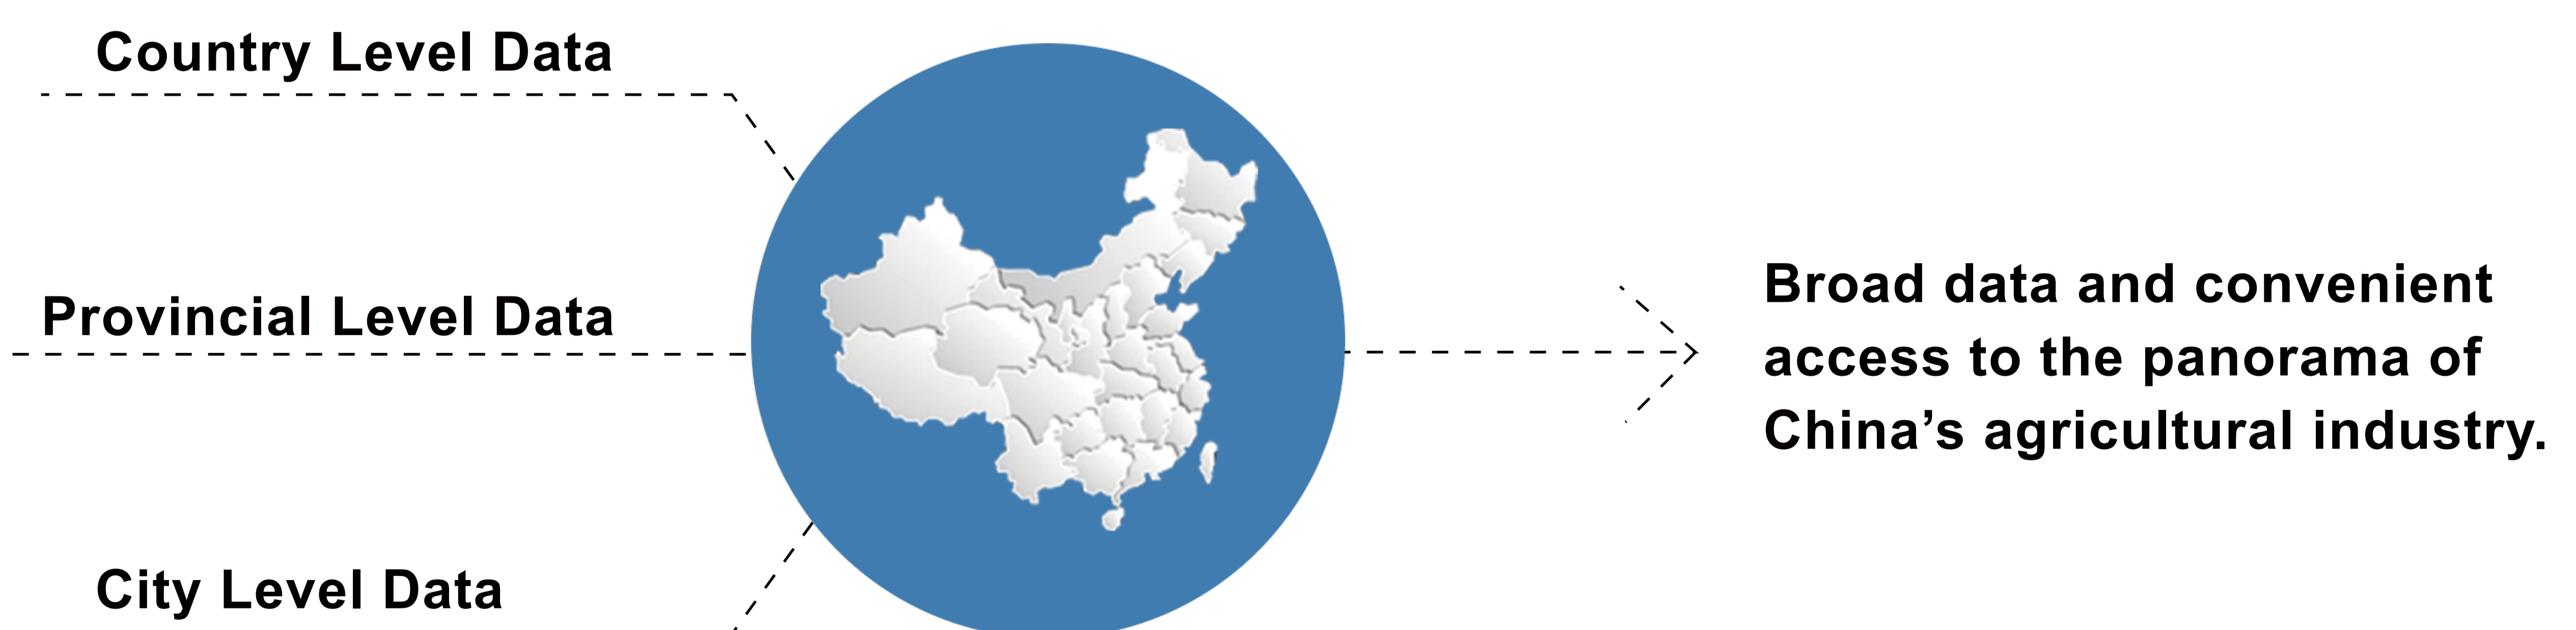 Country Level Data
Provincial Level Data
City Level Data
Broad data and convenient
access to the panorama of
China’s agricultural industry.